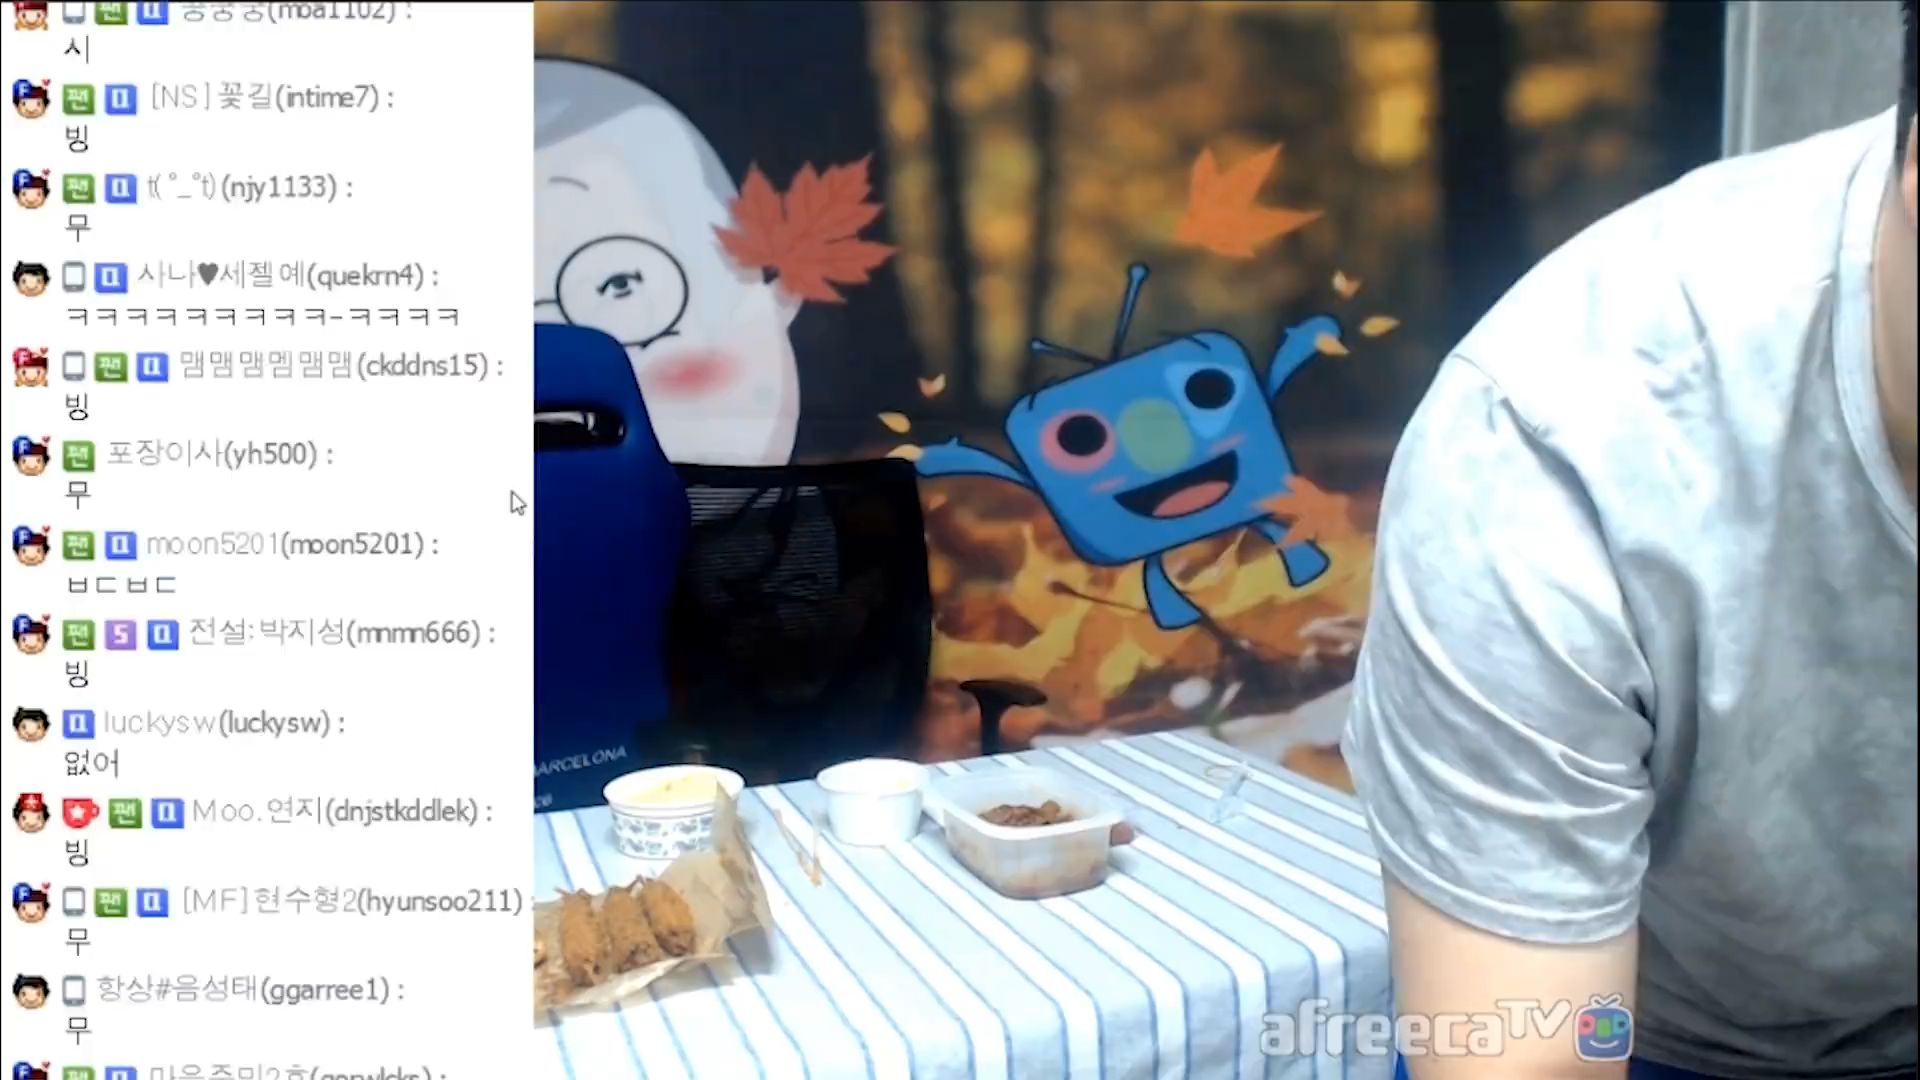 (moa1102) :
시
[NS]꽃길(intime7) :
빙
t( °_°t)(njy1133) :
무
사나♥세젤예(quekrn4) :
ㅋㅋㅋㅋㅋㅋㅋㅋㅋ-ㅋㅋㅋㅋ
맴맴맴멤맴맴(ckddns15) :
빙
포장이사(yh500) :
무
moon5201(moon5201) :
ㅂㄷㅂㄷ
전설:박지성(mnmn666) :
빙
luckysw(luckysw) :
없어
Moo.연지(dnjstkddlek) :
빙
[MF]현수형2(hyunsoo211) :
무
항상#음성태(ggarree1) :
무
ARCELONA
afreecaTV